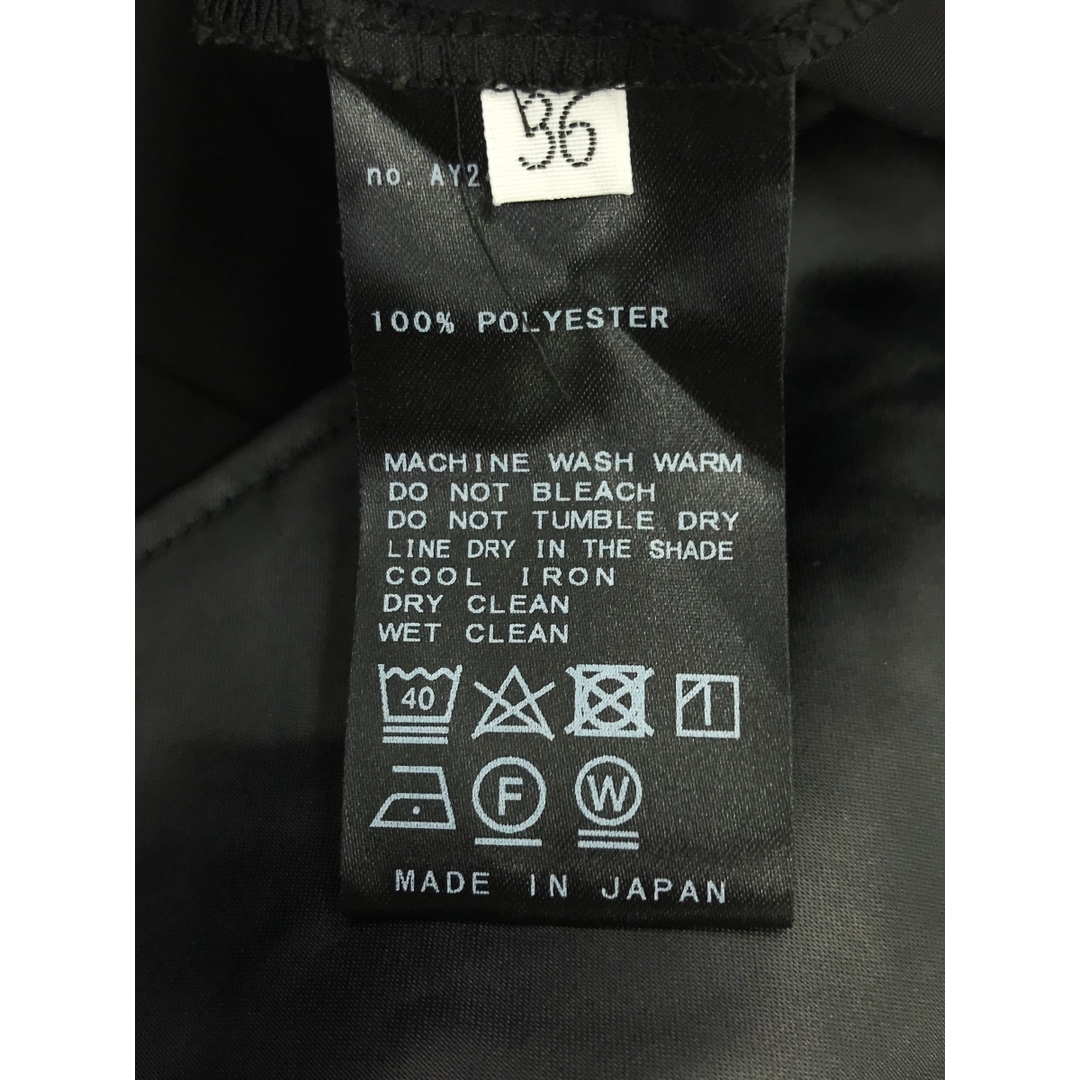 36
no. AY2
100% POLYESTER
MACHINE WASH WARM
DO NOT BLEACH
DO NOT TUMBLE DRY
LINE DRY IN THE SHADE
COOL IRON
DRY CLEAN
WET CLEAN
40
F
W
MADE IN JAPAN